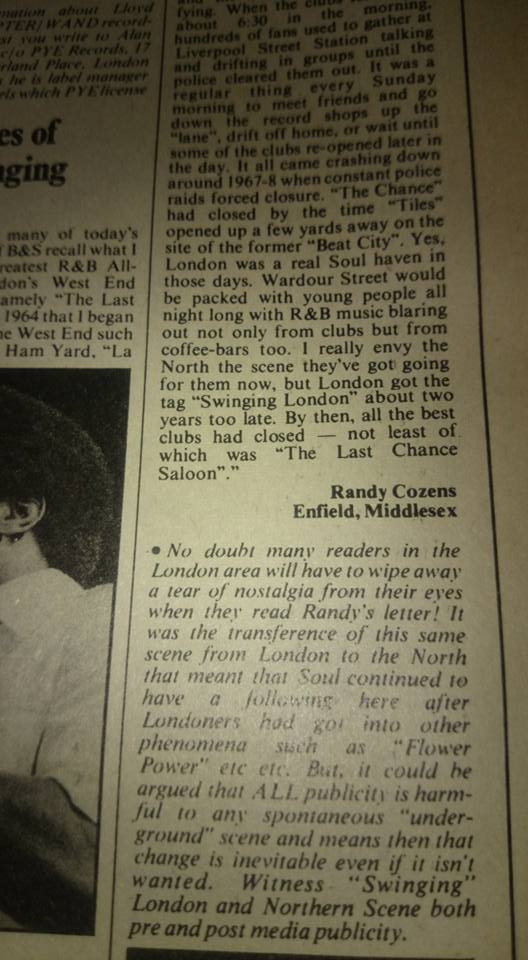 mation about Lloyd
PTER/WAND record-
st you write to Alan
c/o PYE Records, 17
rland Place, London
s he is label manager
els which PYE license
es of
nging
many of today's
f B&S recall what I
reatest R&B All-
don's West End
amely "The Last
1964 that I began
he West End such
Ham Yard, "La
fying. When the clubs
about 6:30 in the morning,
hundreds of fans used to gather at
Liverpool Street Station talking
and drifting in groups until the
police cleared them out. It was a
regular thing every Sunday
morning to meet friends and go
down the record shops up the
"lane", drift off home, or wait until
some of the clubs re-opened later in
the day. It all came crashing down
around 1967-8 when constant police
raids forced closure. "The Chance"
had closed by the time "Tiles"
opened up a few yards away on the
site of the former "Beat City". Yes,
London was a real Soul haven in
those days. Wardour Street would
be packed with young people all
night long with R&B music blaring
out not only from clubs but from
coffee-bars too. I really envy the
North the scene they've got going
for them now, but London got the
tag "Swinging London" about two
years too late. By then, all the best
clubs had closed — not least of
which was "The Last Chance
Saloon"."
Randy Cozens
Enfield, Middlesex
• No doubt many readers in the
London area will have to wipe away
a tear of nostalgia from their eyes
when they read Randy's letter! It
was the transference of this same
scene from London to the North
that meant that Soul continued to
have a following here after
Londoners had got into other
phenomena such as "Flower
Power" etc etc. But, it could be
argued that ALL publicity is harm-
ful to any spontaneous "under-
ground" scene and means then that
change is inevitable even if it isn't
wanted. Witness "Swinging"
London and Northern Scene both
pre and post media publicity.